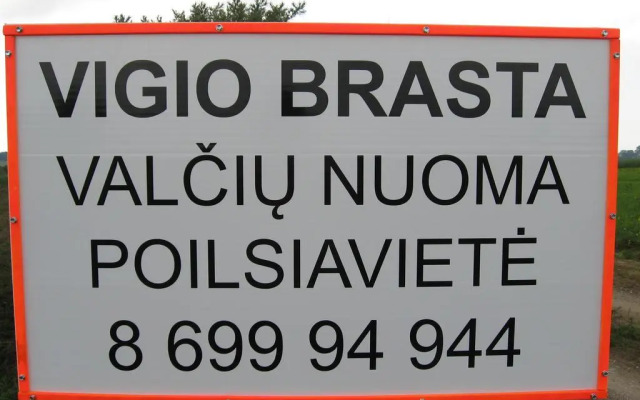 VIGIO BRASTA
VALČIŲ NUOMA
POILSIAVIETĖ
8 699 94 944